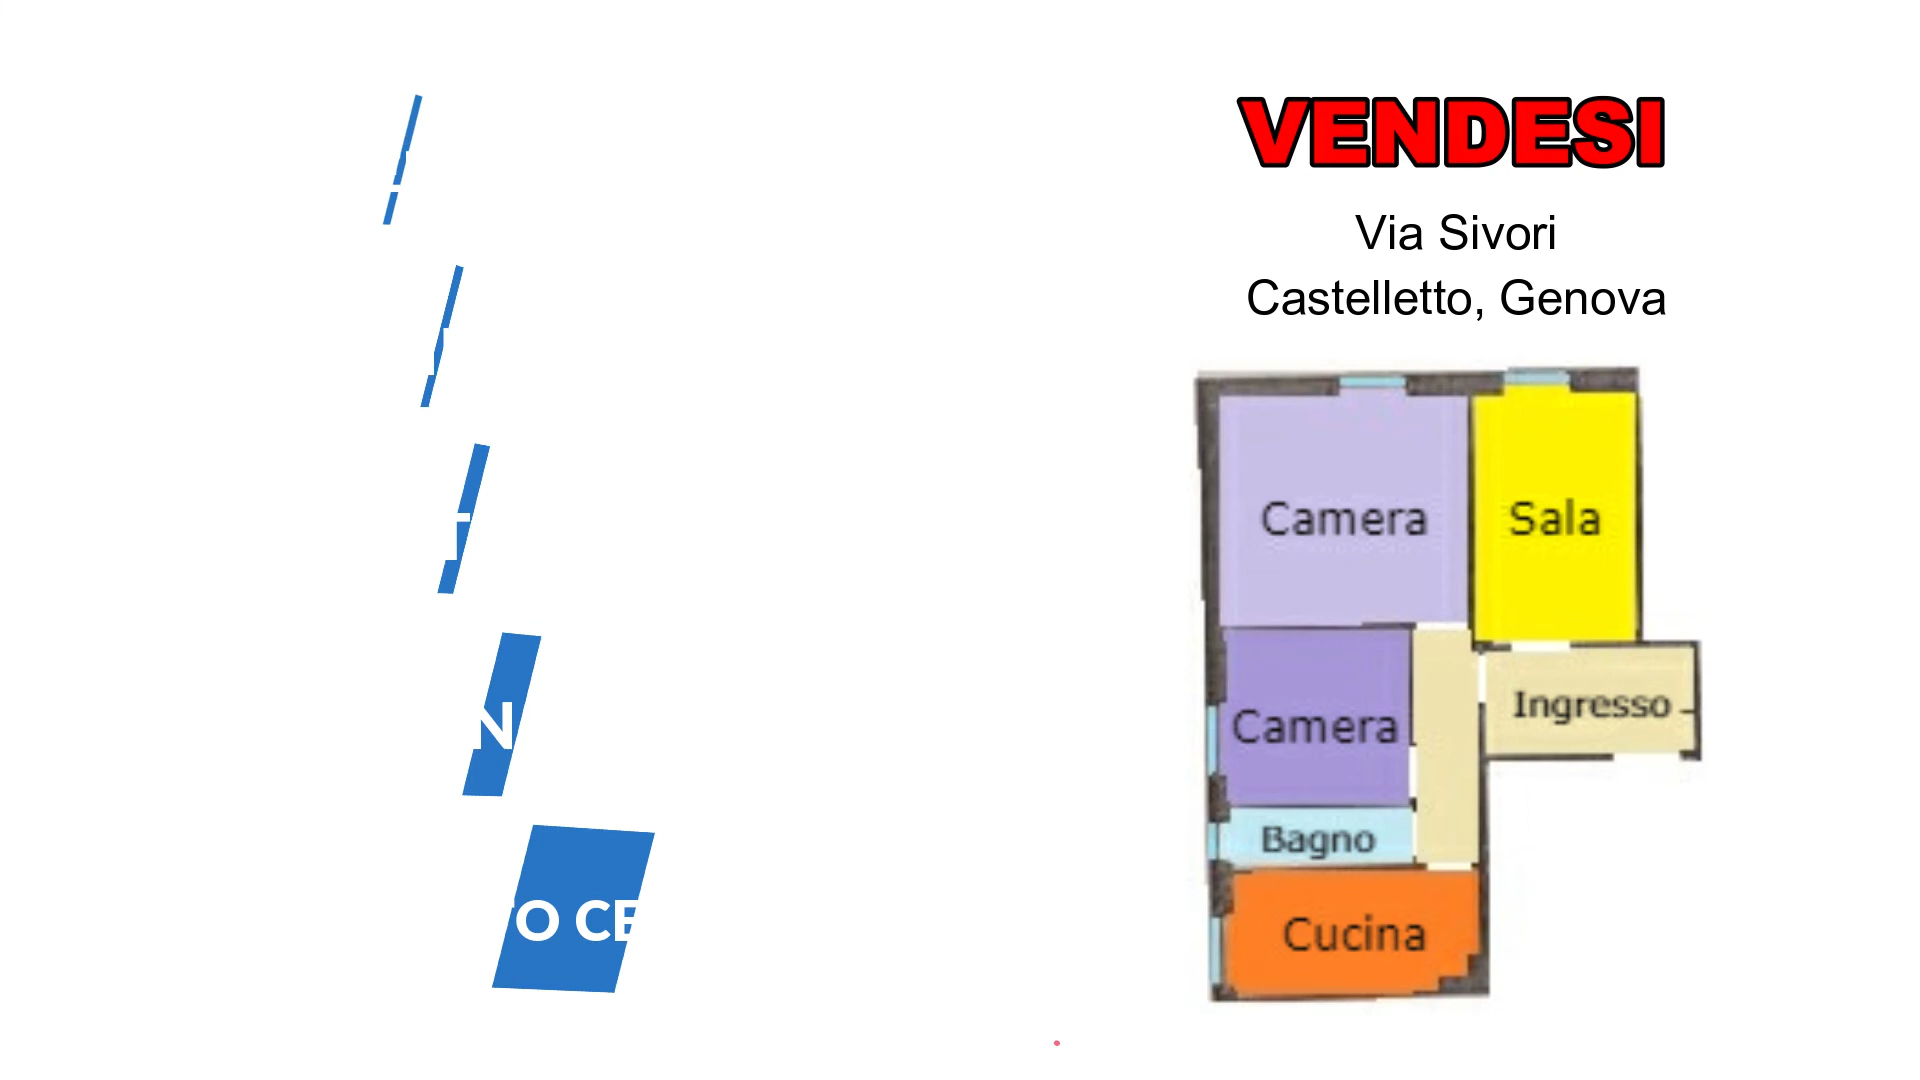 VENDESI
Via Sivori
Castelletto, Genova
Camera
Sala
Ingresso
Camera
Bagno
Cucina